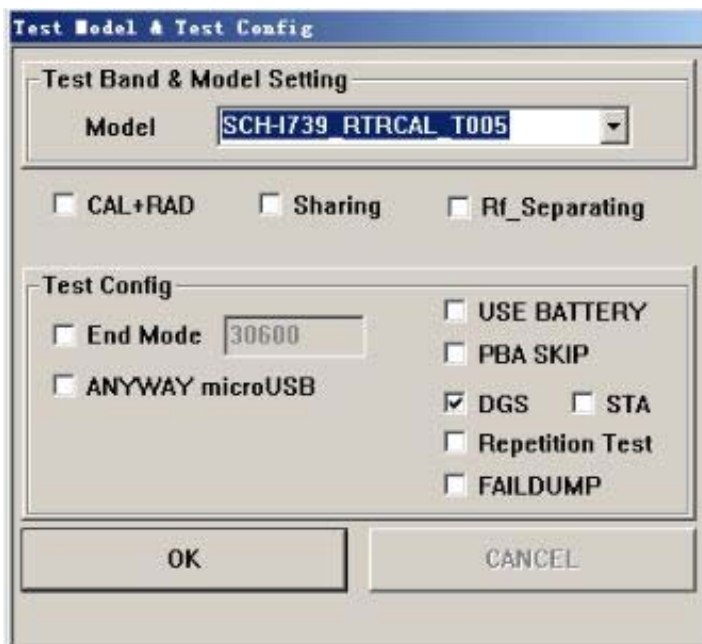 Test Model & Test Config
Test Band & Model Setting
Model SCH-I739_RTRCAL_T005
CAL+RAD Sharing Rf_Separating
Test Config
End Mode 30600
ANYWAY microUSB
USE BATTERY
PBA SKIP
DGS STA
Repetition Test
FAILDUMP
OK CANCEL